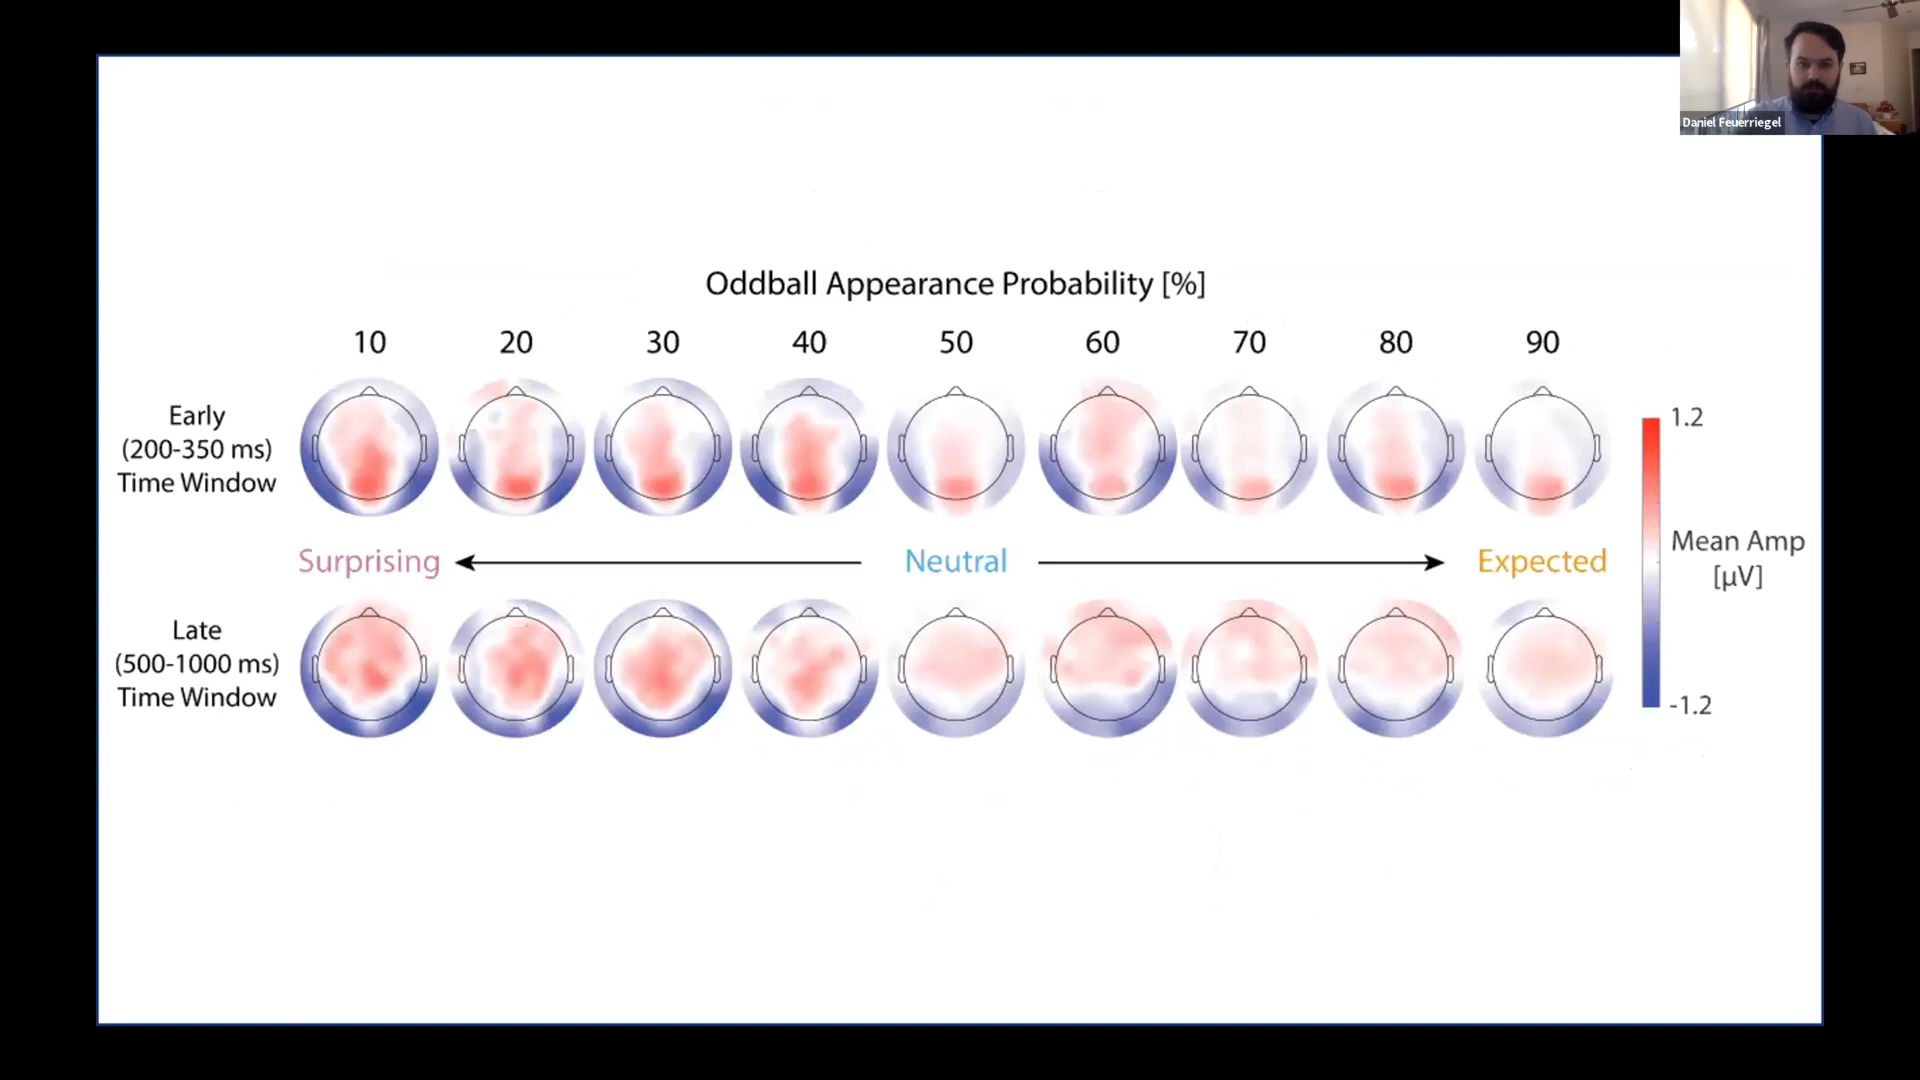 Daniel Feuerriegel
Oddball Appearance Probability [%]
10 20 30 40 50 60 70 80 90
Early
(200-350 ms)
Time Window
1.2
Mean Amp
[µV]
-1.2
Surprising Neutral Expected
Late
(500-1000 ms)
Time Window